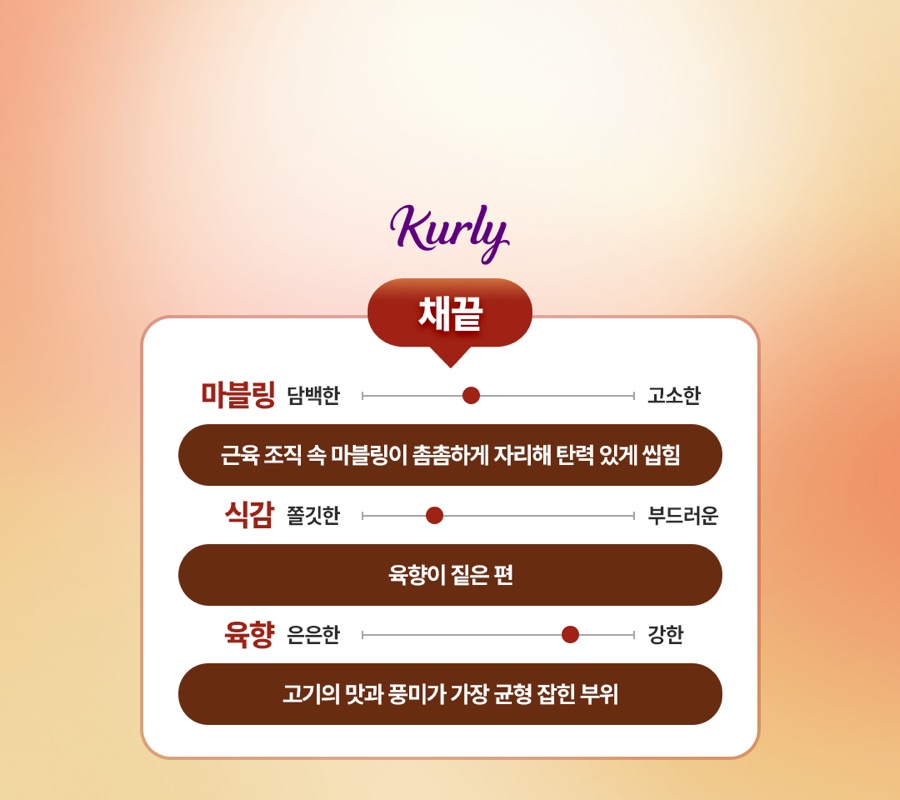 Kurly
채끝
마블링 담백한 고소한
근육 조직 속 마블링이 촘촘하게 자리해 탄력 있게 씹힘
식감 쫄깃한 부드러운
육향이 짙은 편
육향 은은한 강한
고기의 맛과 풍미가 가장 균형 잡힌 부위